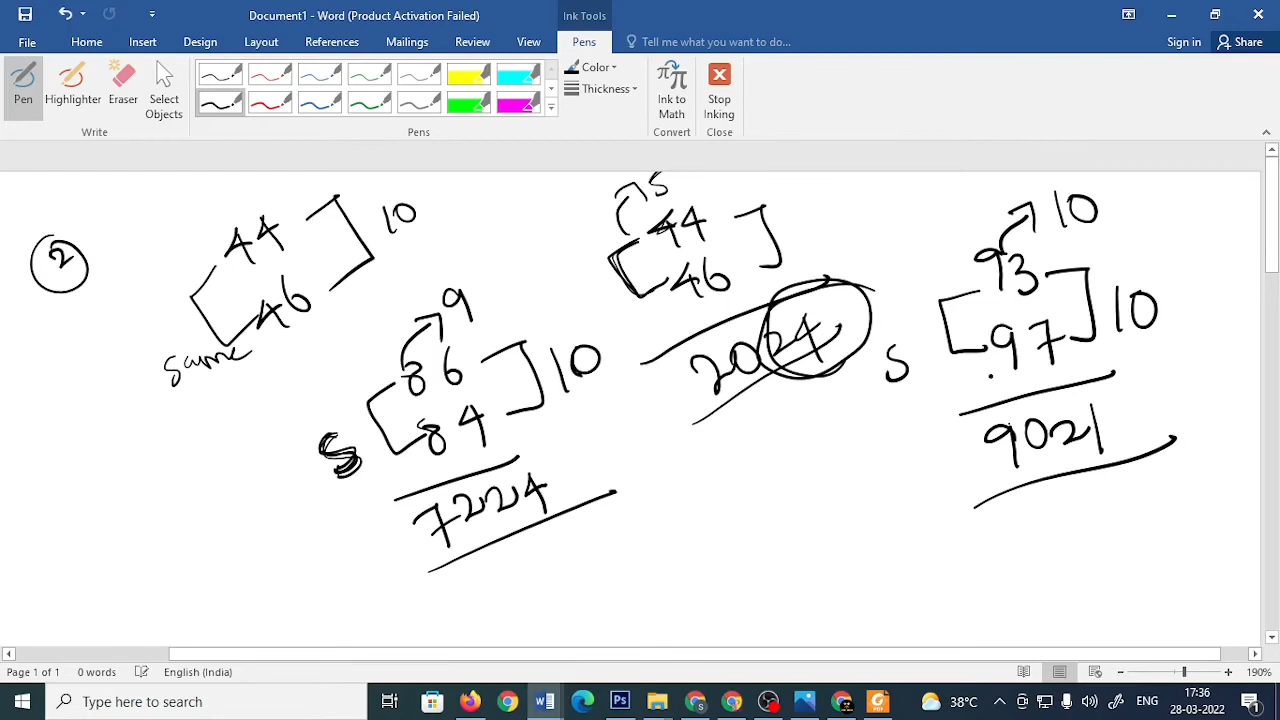 Document1 - Word (Product Activation Failed)
Ink Tools
File
Home
Insert
Design
Layout
References
Mailings
Review
View
Pens
Tell me what you want to do...
Sign in
Share
Pen
Highlighter
Eraser
Select Objects
Color
Thickness
Ink to Math
Stop Inking
Write
Pens
Convert
Close
2
44
46
10
same
86
84
9
10
S
7224
5
44
46
2024
93
97
10
10
S
9021
Page 1 of 1
0 words
English (India)
190%
Type here to search
38°C
ENG
17:36
28-03-2022